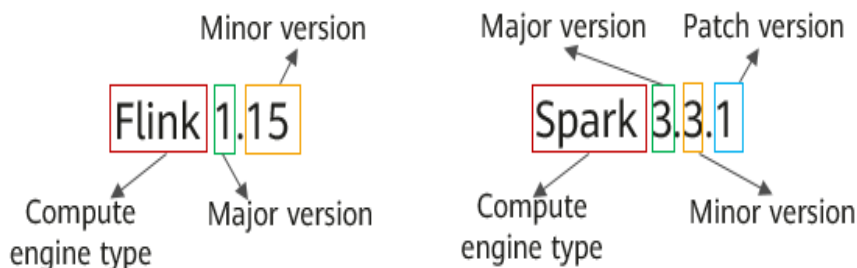 Minor version
Flink 1.15
Compute
engine type
Major version
Major version
Patch version
Spark 3.3.1
Compute
engine type
Minor version